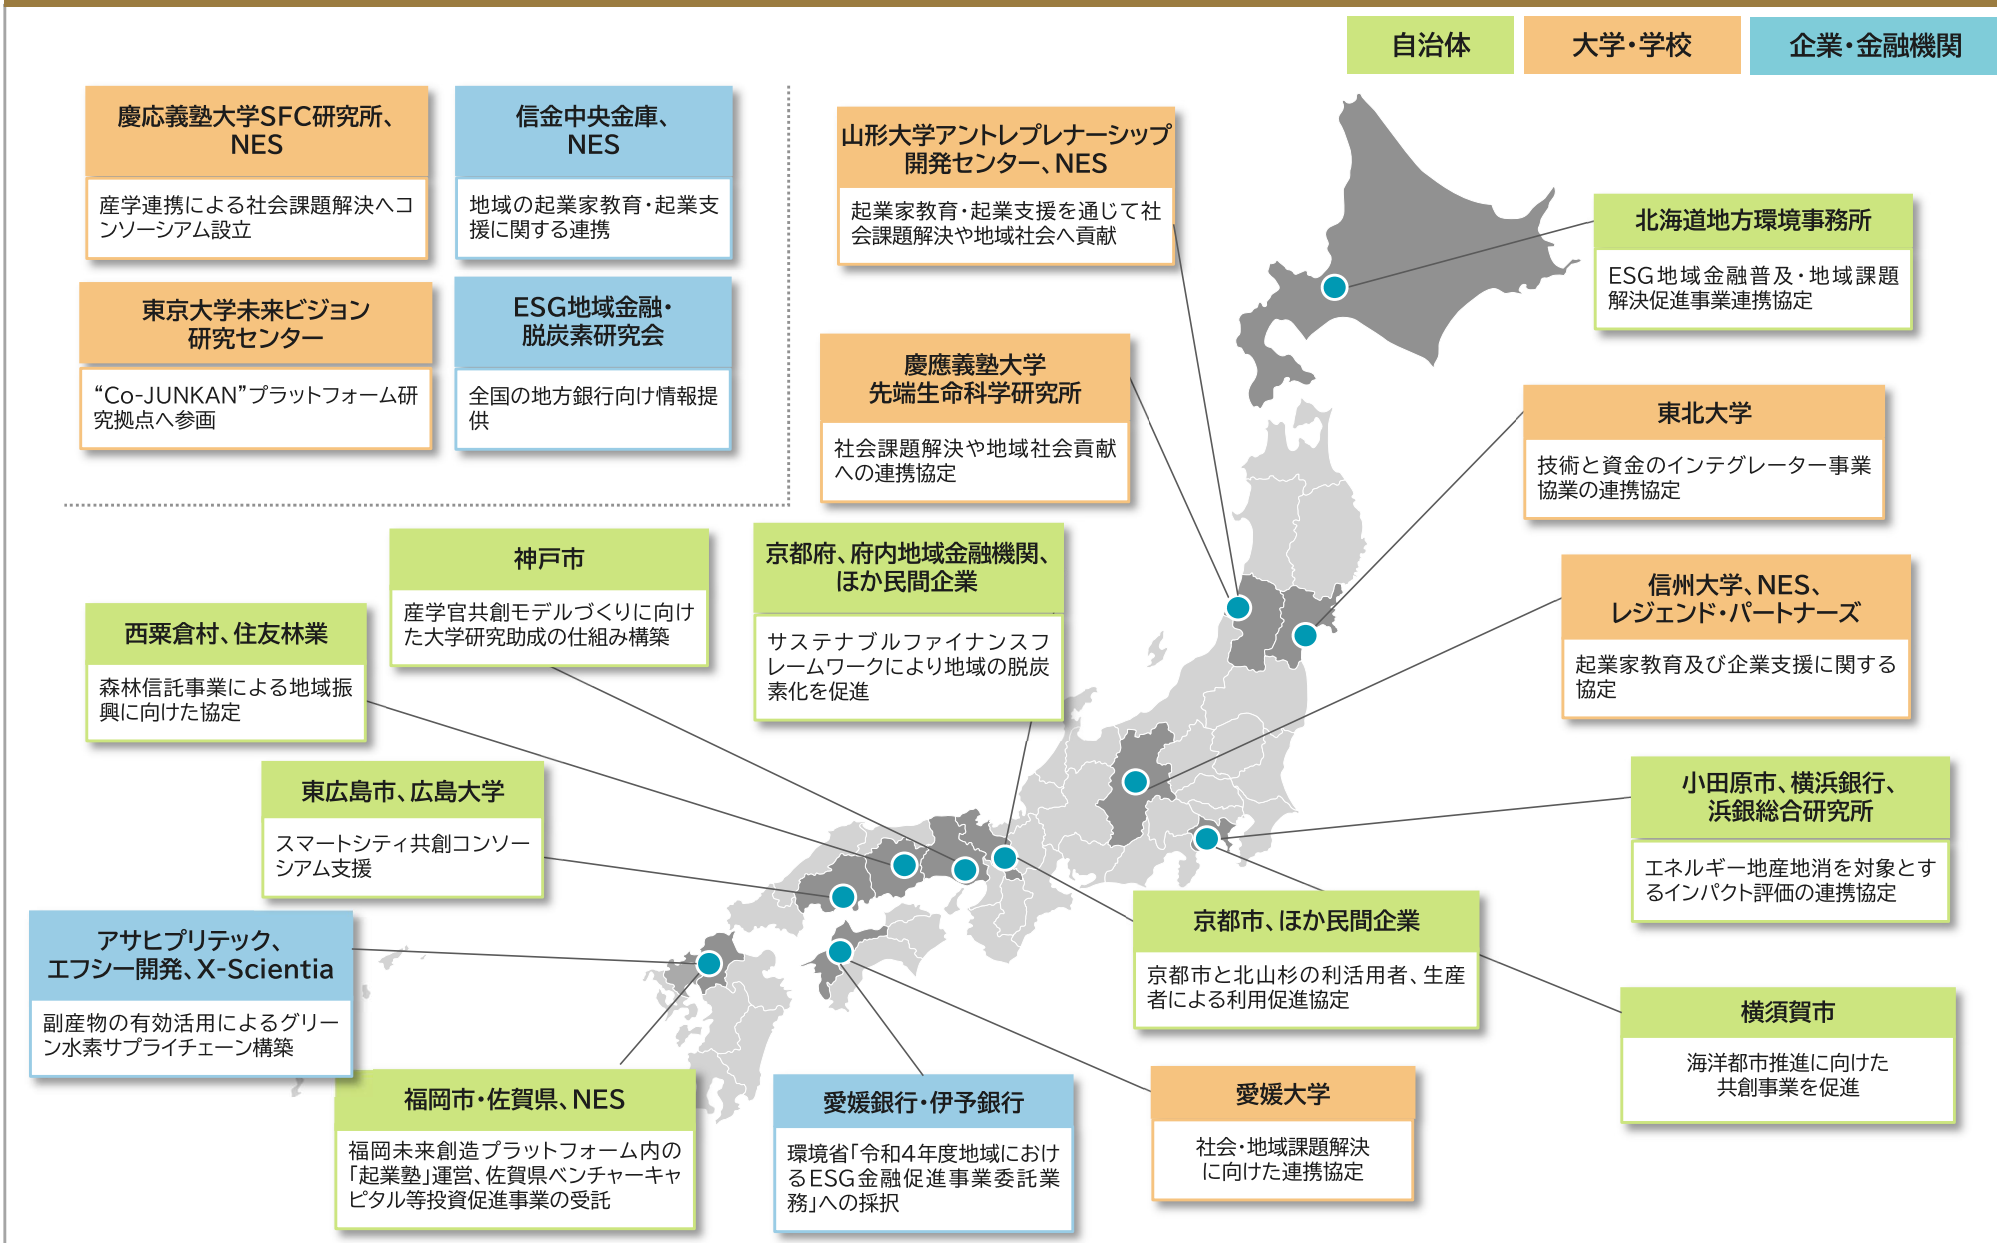 自治体
大学・学校
企業・金融機関
慶応義塾大学SFC研究所、
NES
産学連携による社会課題解決へコ
ンソーシアム設立
信金中央金庫、
NES
地域の起業家教育・起業支
援に関する連携
東京大学未来ビジョン
研究センター
“Co-JUNKAN”プラットフォーム研
究拠点へ参画
ESG地域金融・
脱炭素研究会
全国の地方銀行向け情報提
供
山形大学アントレプレナーシップ
開発センター、NES
起業家教育・起業支援を通じて社
会課題解決や地域社会へ貢献
北海道地方環境事務所
ESG地域金融普及・地域課題
解決促進事業連携協定
慶應義塾大学
先端生命科学研究所
社会課題解決や地域社会貢献
への連携協定
東北大学
技術と資金のインテグレーター事業
協業の連携協定
神戸市
産学官共創モデルづくりに向け
た大学研究助成の仕組み構築
京都府、府内地域金融機関、
ほか民間企業
サステナブルファイナンスフ
レームワークにより地域の脱炭
素化を促進
信州大学、NES、
レジェンド・パートナーズ
起業家教育及び企業支援に関する
協定
西粟倉村、住友林業
森林信託事業による地域振
興に向けた協定
東広島市、広島大学
スマートシティ共創コンソー
シアム支援
小田原市、横浜銀行、
浜銀総合研究所
エネルギー地産地消を対象とす
るインパクト評価の連携協定
アサヒプリテック、
エフシー開発、X-Scientia
副産物の有効活用によるグリー
ン水素サプライチェーン構築
京都市、ほか民間企業
京都市と北山杉の利活用者、生産
者による利用促進協定
横須賀市
海洋都市推進に向けた
共創事業を促進
福岡市・佐賀県、NES
福岡未来創造プラットフォーム内の
「起業塾」運営、佐賀県ベンチャーキャ
ピタル等投資促進事業の受託
愛媛銀行・伊予銀行
環境省「令和4年度地域におけ
るESG金融促進事業委託業
務」への採択
愛媛大学
社会・地域課題解決
に向けた連携協定